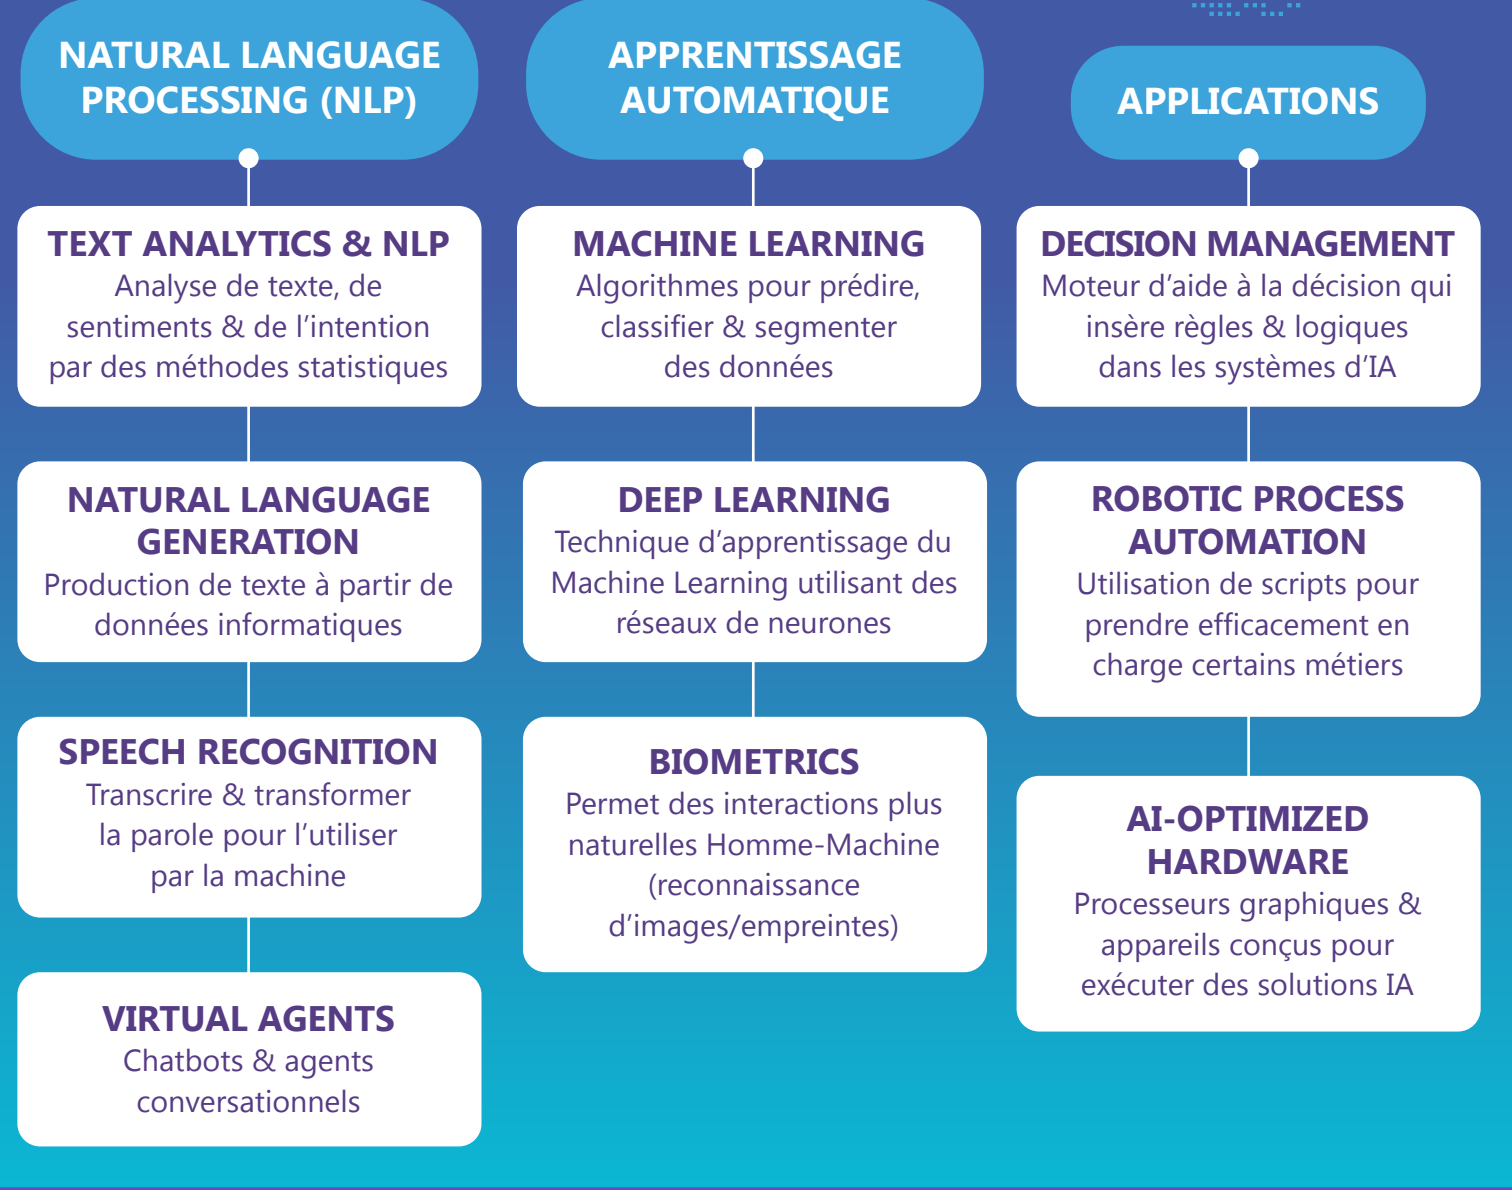 NATURAL LANGUAGE
PROCESSING (NLP)
TEXT ANALYTICS & NLP
Analyse de texte, de
sentiments & de l’intention
par des méthodes statistiques
NATURAL LANGUAGE
GENERATION
Production de texte à partir de
données informatiques
SPEECH RECOGNITION
Transcrire & transformer
la parole pour l’utiliser
par la machine
VIRTUAL AGENTS
Chatbots & agents
conversationnels
APPRENTISSAGE
AUTOMATIQUE
MACHINE LEARNING
Algorithmes pour prédire,
classifier & segmenter
des données
DEEP LEARNING
Technique d’apprentissage du
Machine Learning utilisant des
réseaux de neurones
BIOMETRICS
Permet des interactions plus
naturelles Homme-Machine
(reconnaissance
d’images/empreintes)
APPLICATIONS
DECISION MANAGEMENT
Moteur d’aide à la décision qui
insère règles & logiques
dans les systèmes d’IA
ROBOTIC PROCESS
AUTOMATION
Utilisation de scripts pour
prendre efficacement en
charge certains métiers
AI-OPTIMIZED
HARDWARE
Processeurs graphiques &
appareils conçus pour
exécuter des solutions IA